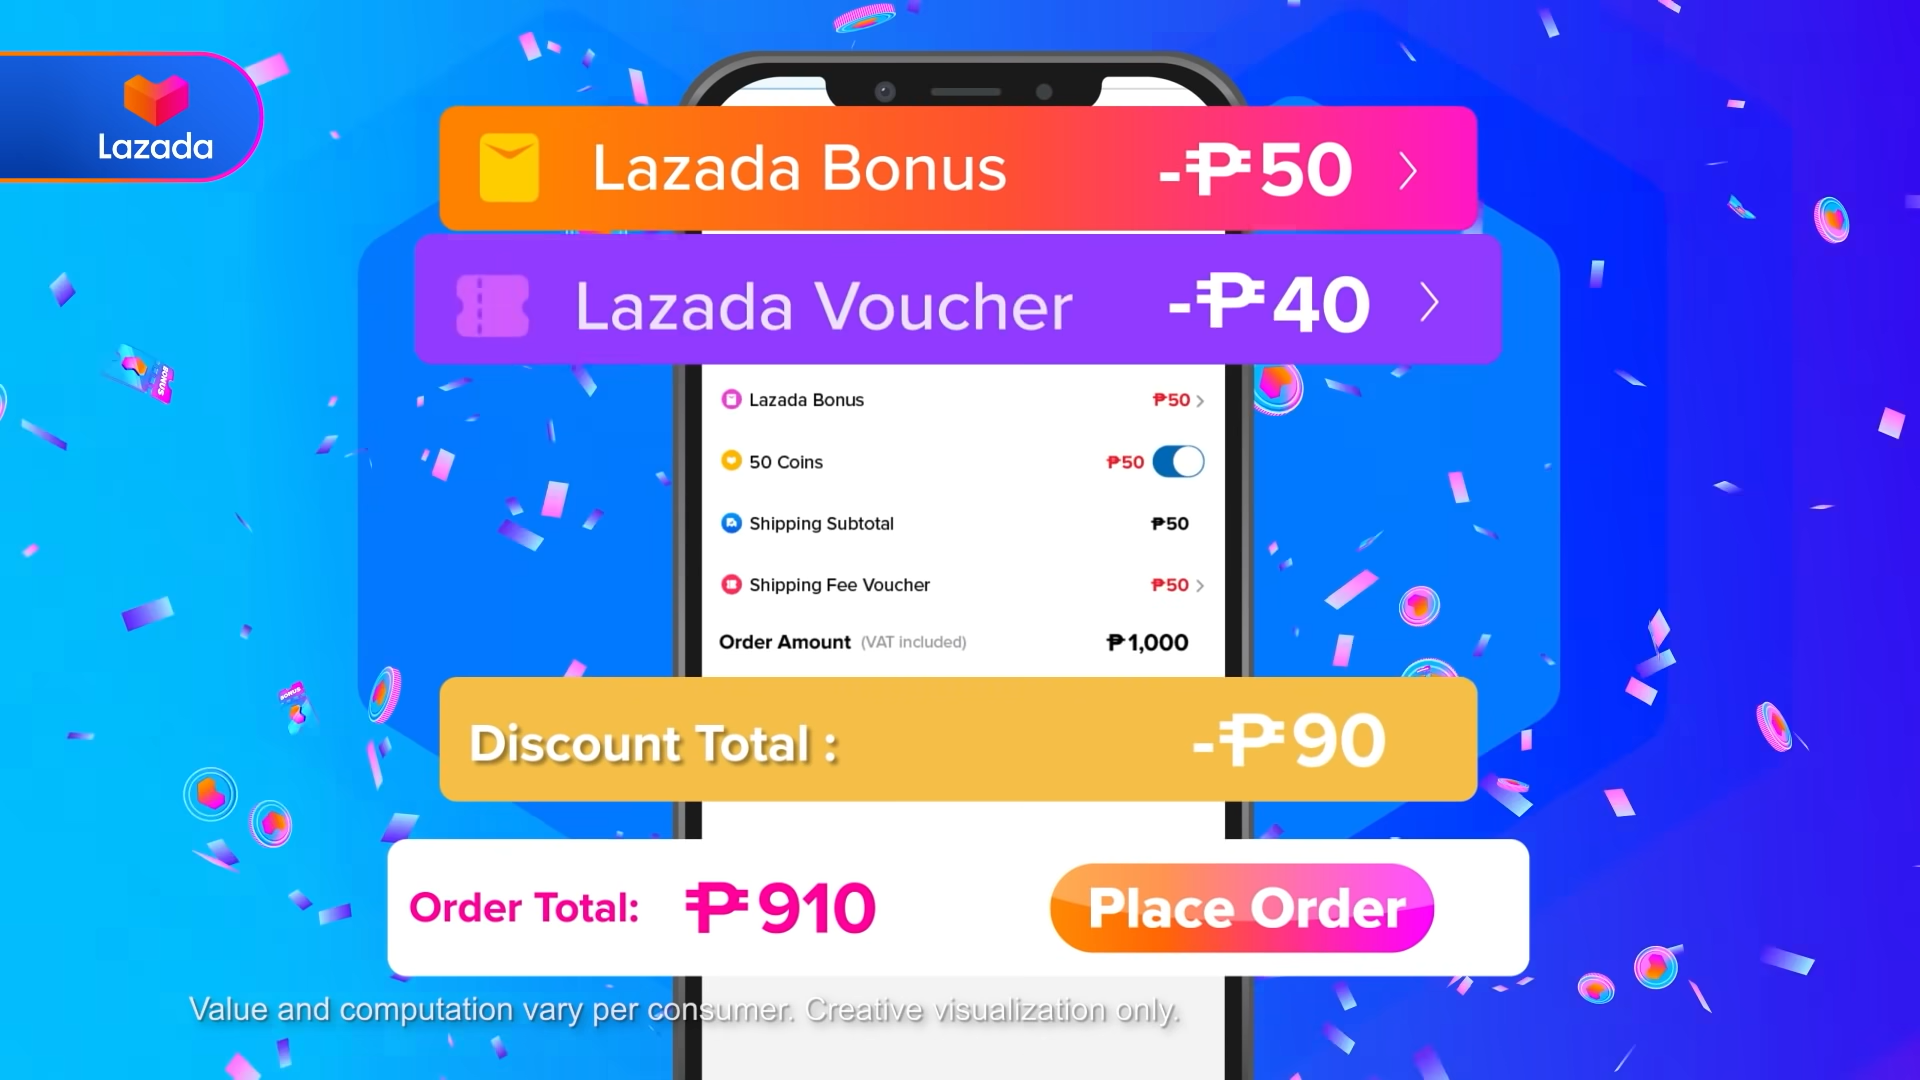 Lazada
Lazada Bonus -₱50
Lazada Voucher -₱40
Lazada Bonus ₱50
50 Coins ₱50
Shipping Subtotal ₱50
Shipping Fee Voucher ₱50
Order Amount (VAT included) ₱1,000
BONUS
BONUS
Discount Total : -₱90
Order Total: ₱910 Place Order
Value and computation vary per consumer. Creative visualization only.